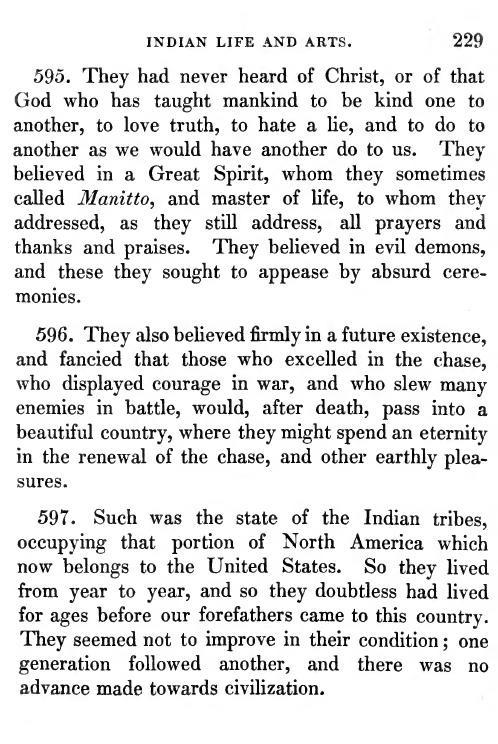 INDIAN LIFE AND ARTS. 229
595. They had never heard of Christ, or of that
God who has taught mankind to be kind one to
another, to love truth, to hate a lie, and to do to
another as we would have another do to us. They
believed in a Great Spirit, whom they sometimes
called Manitto, and master of life, to whom they
addressed, as they still address, all prayers and
thanks and praises. They believed in evil demons,
and these they sought to appease by absurd cere-
monies.
596. They also believed firmly in a future existence,
and fancied that those who excelled in the chase,
who displayed courage in war, and who slew many
enemies in battle, would, after death, pass into a
beautiful country, where they might spend an eternity
in the renewal of the chase, and other earthly plea-
sures.
597. Such was the state of the Indian tribes,
occupying that portion of North America which
now belongs to the United States. So they lived
from year to year, and so they doubtless had lived
for ages before our forefathers came to this country.
They seemed not to improve in their condition; one
generation followed another, and there was no
advance made towards civilization.